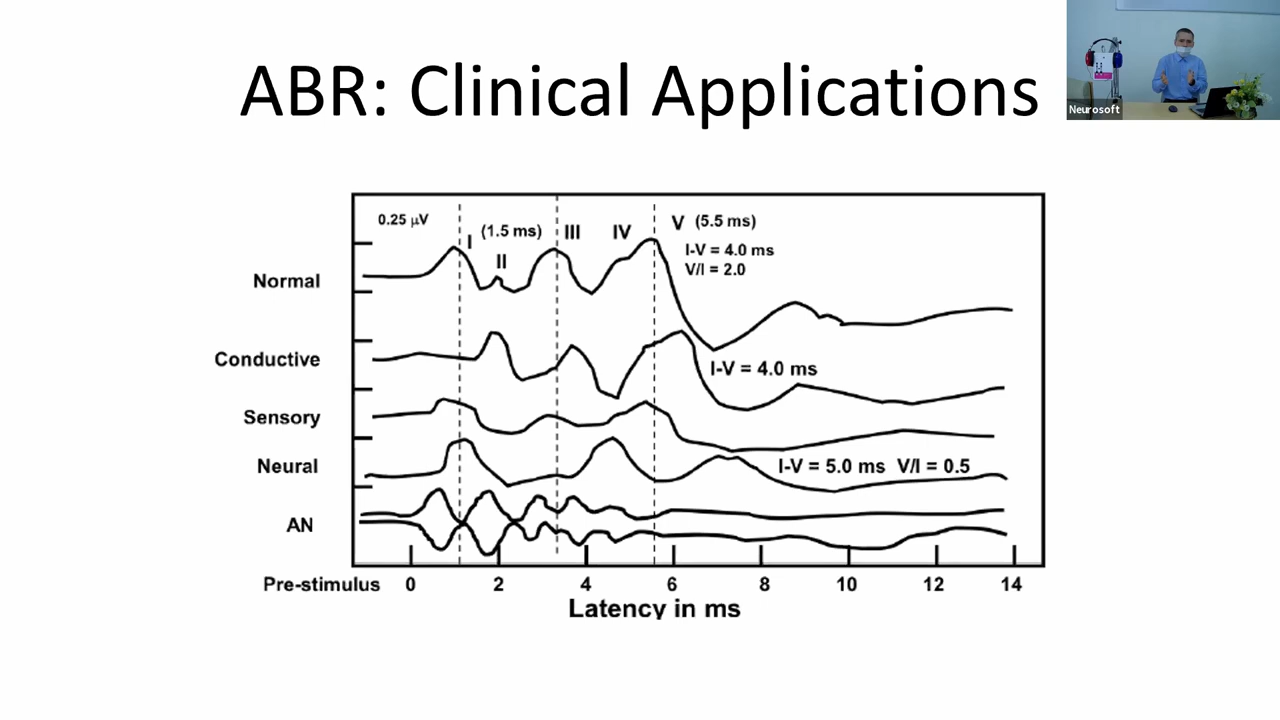 ABR: Clinical Applications
Neurosoft
0.25 µV
I
(1.5 ms)
II
III
IV
V (5.5 ms)
I-V = 4.0 ms
V/I = 2.0
Normal
Conductive
I-V = 4.0 ms
Sensory
Neural
I-V = 5.0 ms V/I = 0.5
AN
Pre-stimulus 0 2 4 6 8 10 12 14
Latency in ms